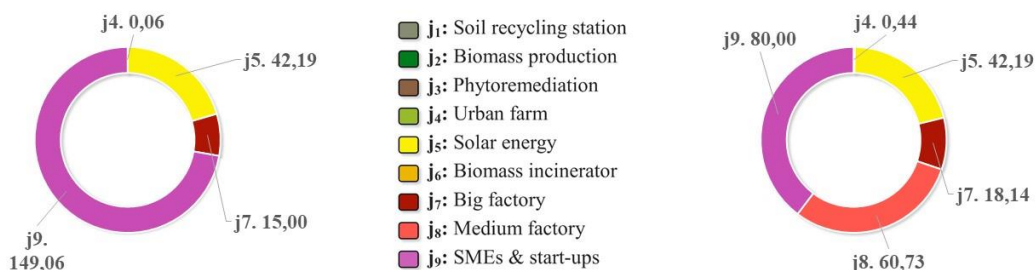 j4. 0,06
j5. 42,19
j7. 15,00
j9.
149,06
j₁: Soil recycling station
j₂: Biomass production
j₃: Phytoremediation
j₄: Urban farm
j₅: Solar energy
j₆: Biomass incinerator
j₇: Big factory
j₈: Medium factory
j₉: SMEs & start-ups
j4. 0,44
j9. 80,00
j5. 42,19
j7. 18,14
j8. 60,73